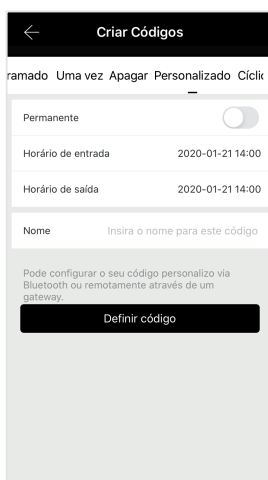 Criar Códigos
ramado Uma vez Apagar Personalizado Cíclic
Permanente
Horário de entrada 2020-01-21 14:00
Horário de saída 2020-01-21 14:00
Nome Insira o nome para este código
Pode configurar o seu código personalizo via
Bluetooth ou remotamente através de um
gateway.
Definir código